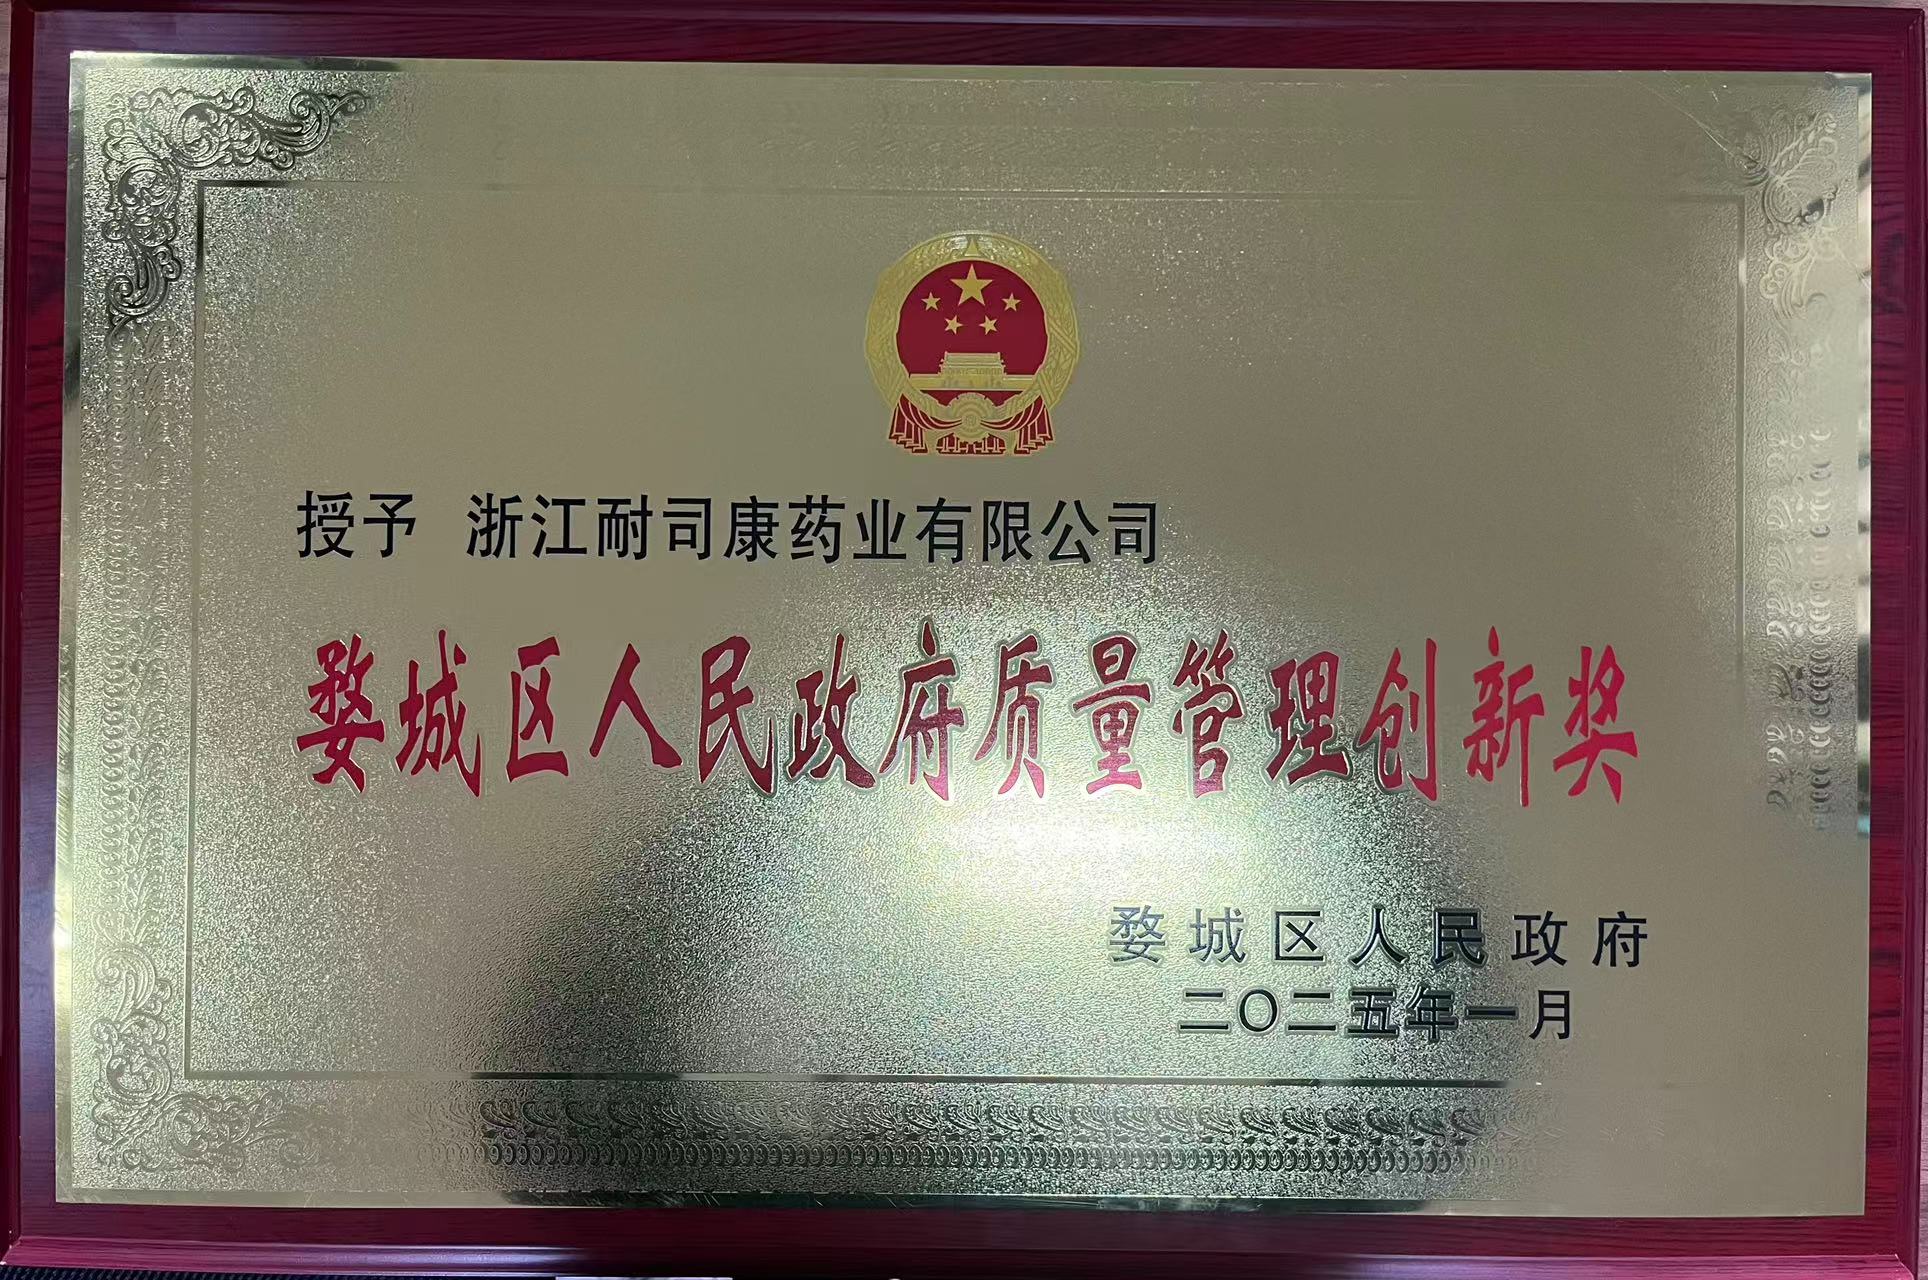 授予 浙江耐司康药业有限公司
婺城区人民政府质量管理创新奖
婺城区人民政府
二〇二五年一月